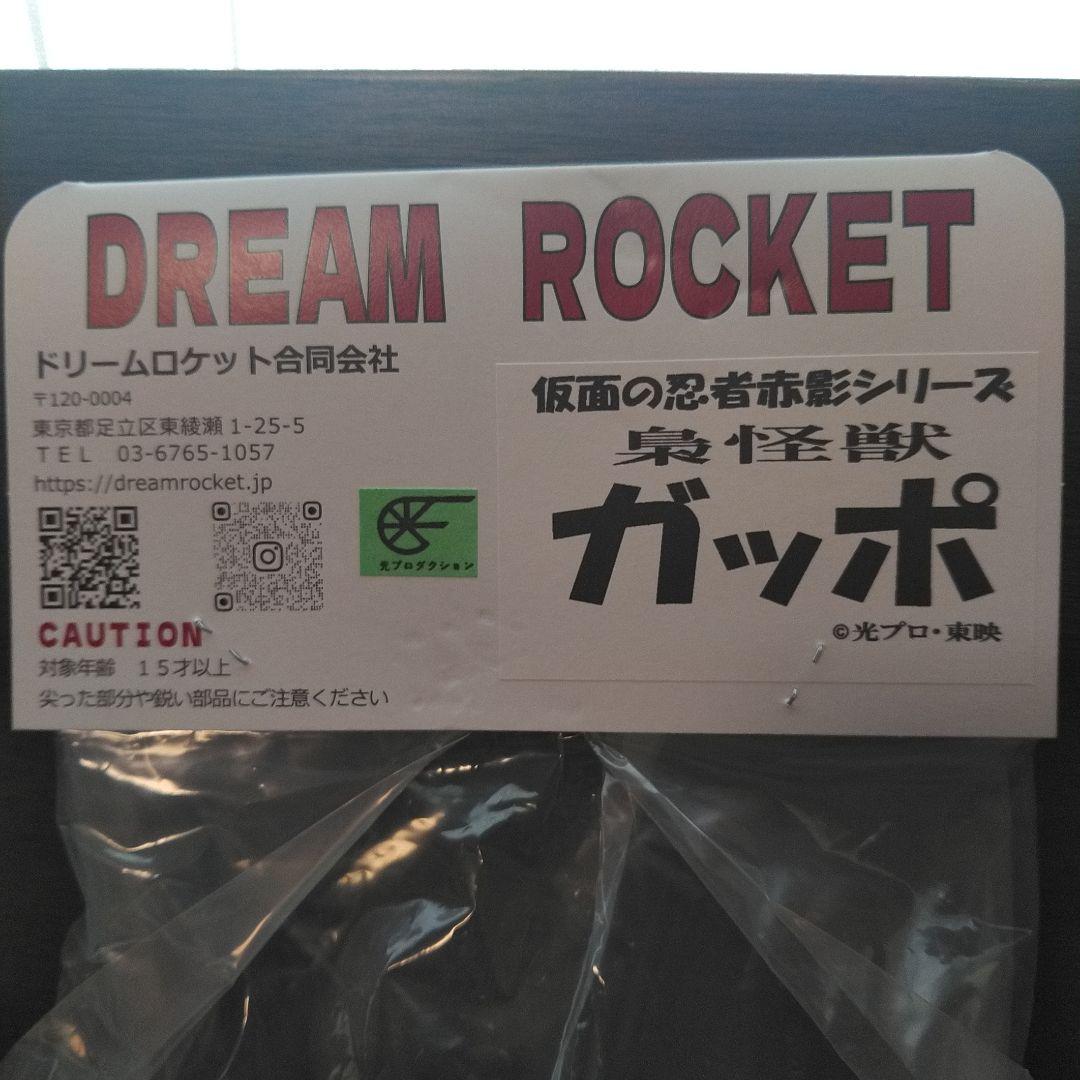 DREAM ROCKET
ドリームロケット合同会社
〒120-0004
東京都足立区東綾瀬1-25-5
TEL 03-6765-1057
https://dreamrocket.jp
光プロダクション
CAUTION
対象年齢 15才以上
尖った部分や鋭い部品にご注意ください
仮面の忍者赤影シリーズ
梟怪獣
ガッポ
©光プロ・東映